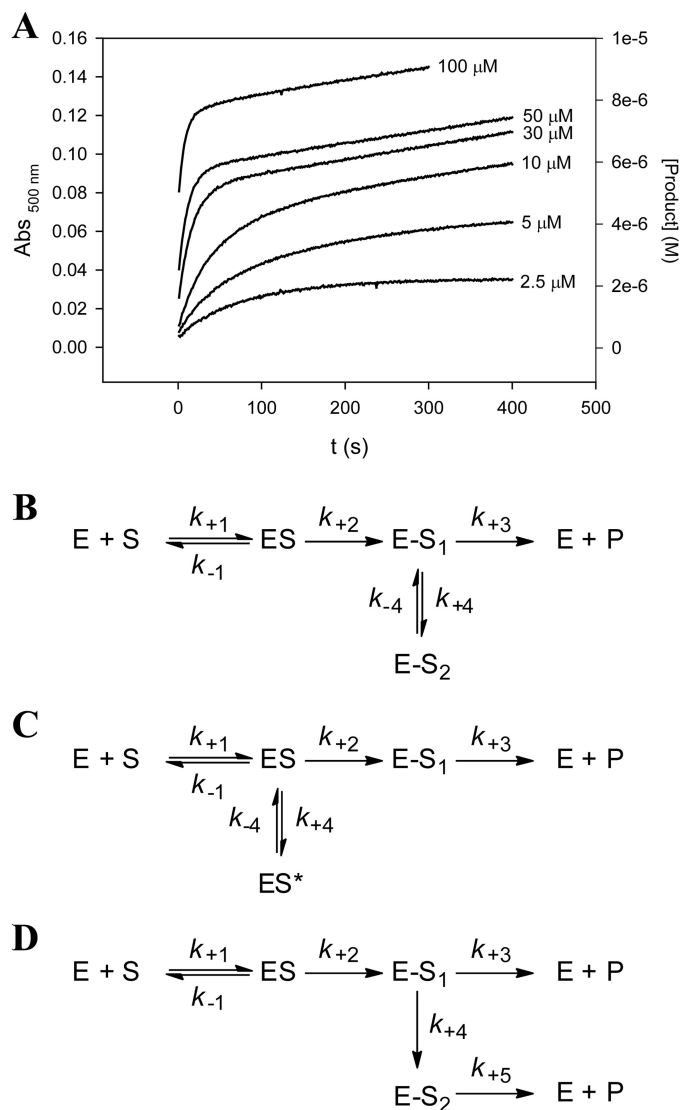 A
0.16
0.14
0.12
0.10
0.08
0.06
0.04
0.02
0.00
Abs 500 nm
1e-5
8e-6
6e-6
4e-6
2e-6
0
[Product] (M)
100 μM
50 μM
30 μM
10 μM
5 μM
2.5 μM
0 100 200 300 400 500
t (s)
B
E + S k+1 k-1 ES k+2 E-S1 k+3 E + P
k-4 k+4
E-S2
C
E + S k+1 k-1 ES k+2 E-S1 k+3 E + P
k-4 k+4
ES*
D
E + S k+1 k-1 ES k+2 E-S1 k+3 E + P
k+4
E-S2 k+5 E + P